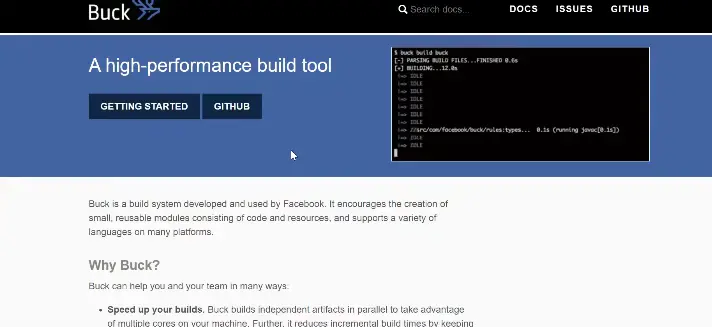 Buck
Search docs...
DOCS ISSUES GITHUB
A high-performance build tool
GETTING STARTED GITHUB
$ buck build buck
[-] PARSING BUILD FILES...FINISHED 0.6s
[+] BUILDING...12.0s
|=> IDLE
|=> IDLE
|=> IDLE
|=> IDLE
|=> IDLE
|=> IDLE
|=> //src/com/facebook/buck/rules:types... 0.1s (running javac[0.1s])
|=> IDLE
|=> IDLE
Buck is a build system developed and used by Facebook. It encourages the creation of
small, reusable modules consisting of code and resources, and supports a variety of
languages on many platforms.
Why Buck?
Buck can help you and your team in many ways:
• Speed up your builds. Buck builds independent artifacts in parallel to take advantage
of multiple cores on your machine. Further, it reduces incremental build times by keeping